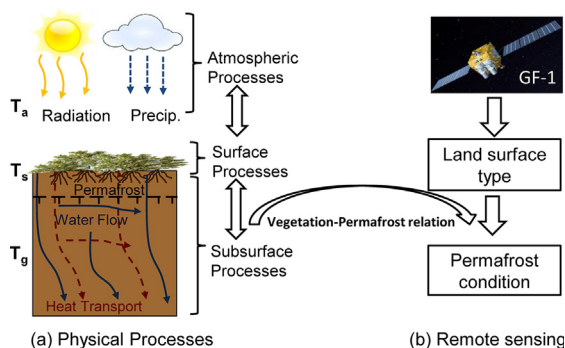 Atmospheric
Processes
Radiation
Precip.
Tₐ
Surface
Processes
Tₛ
Permafrost
Water Flow
T₉
Heat Transport
Subsurface
Processes
Vegetation-Permafrost relation
GF-1
Land surface
type
Permafrost
condition
(a) Physical Processes
(b) Remote sensing